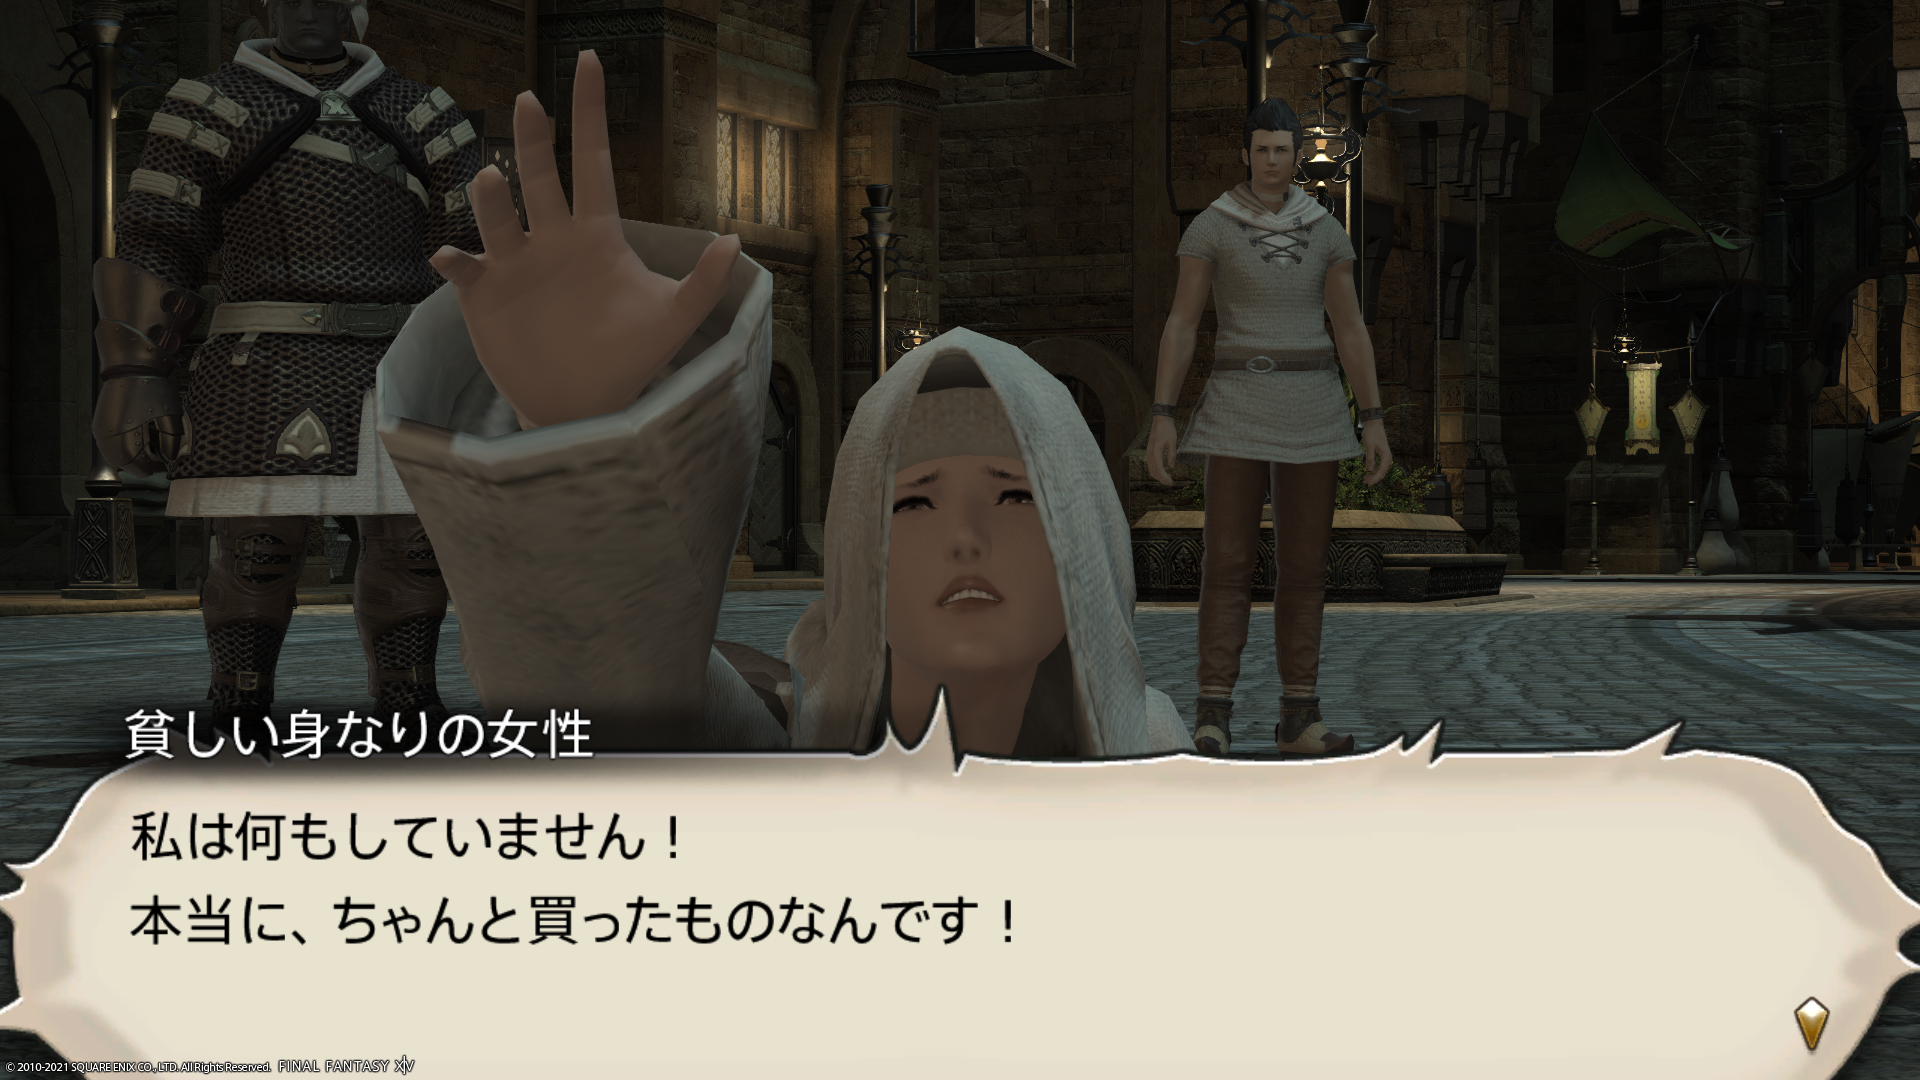 貧しい身なりの女性
私は何もしていません！
本当に、ちゃんと買ったものなんです！
© 2010-2021 SQUARE ENIX CO., LTD. All Rights Reserved. FINAL FANTASY XIV